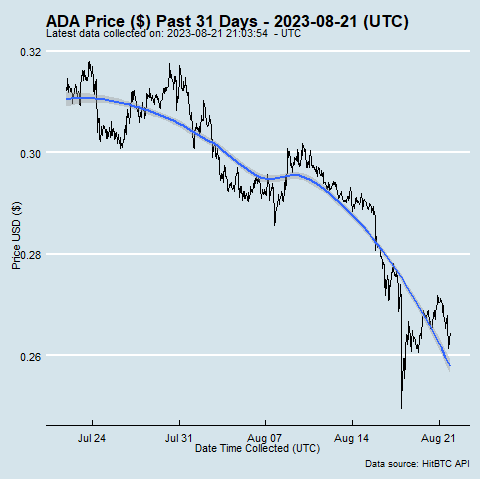 ADA Price ($) Past 31 Days - 2023-08-21 (UTC)
Latest data collected on: 2023-08-21 21:03:54  - UTC
0.32
0.30
0.28
0.26
Price USD ($)
Jul 24
Jul 31
Aug 07
Aug 14
Aug 21
Date Time Collected (UTC)
Data source: HitBTC API